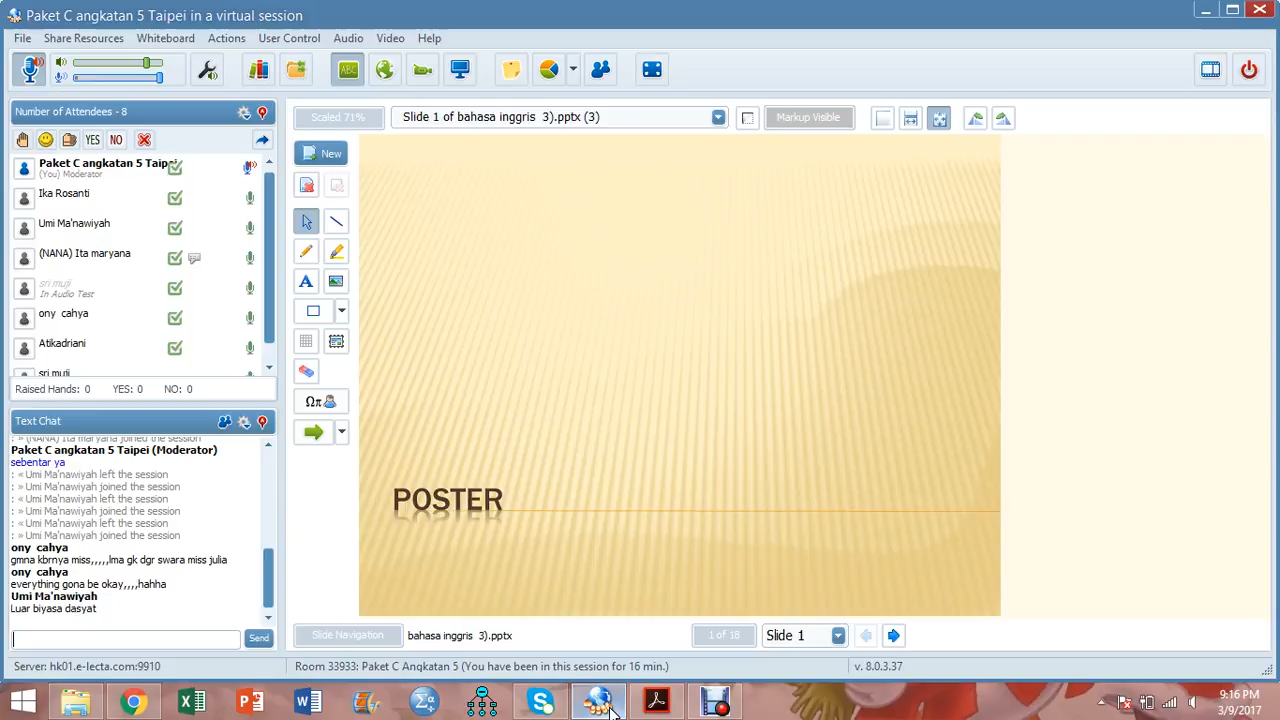 Paket C angkatan 5 Taipei in a virtual session
File Share Resources Whiteboard Actions User Control Audio Video Help
ABC
Number of Attendees - 8
YES NO
Paket C angkatan 5 Taipei
(You) Moderator
Ika Rosanti
Umi Ma'nawiyah
(NANA) Ita maryana
sri muji
In Audio Test
ony cahya
Atikadriani
sri muji
Raised Hands: 0 YES: 0 NO: 0
Text Chat
: » (NANA) Ita maryana joined the session
Paket C angkatan 5 Taipei (Moderator)
sebentar ya
: « Umi Ma'nawiyah left the session
: » Umi Ma'nawiyah joined the session
: « Umi Ma'nawiyah left the session
: » Umi Ma'nawiyah joined the session
: « Umi Ma'nawiyah left the session
: » Umi Ma'nawiyah joined the session
ony cahya
gmna kbrnya miss,,,,,lma gk dgr swara miss julia
ony cahya
everything gona be okay,,,,hahha
Umi Ma'nawiyah
Luar biyasa dasyat
Send
Scaled 71%
Slide 1 of bahasa inggris 3).pptx (3)
Markup Visible
New
A
Ωπ
POSTER
Slide Navigation
bahasa inggris 3).pptx
1 of 18
Slide 1
Server: hk01.e-lecta.com:9910
Room 33933: Paket C Angkatan 5 (You have been in this session for 16 min.)
v. 8.0.3.37
9:16 PM
3/9/2017